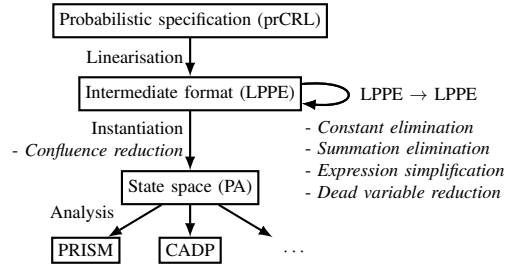 Probabilistic specification (prCRL)
Linearisation
Intermediate format (LPPE)
LPPE → LPPE
Instantiation
- Confluence reduction
- Constant elimination
- Summation elimination
- Expression simplification
- Dead variable reduction
State space (PA)
Analysis
PRISM
CADP
...